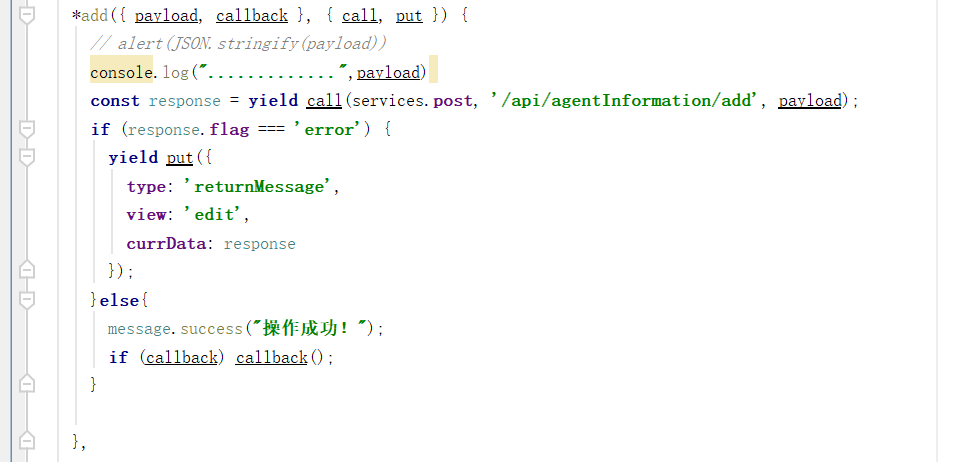 *add({ payload, callback }, { call, put }) {
// alert(JSON.stringify(payload))
console.log(".............",payload)
const response = yield call(services.post, '/api/agentInformation/add', payload);
if (response.flag === 'error') {
yield put({
type: 'returnMessage',
view: 'edit',
currData: response
});
}else{
message.success("操作成功！");
if (callback) callback();
}
},